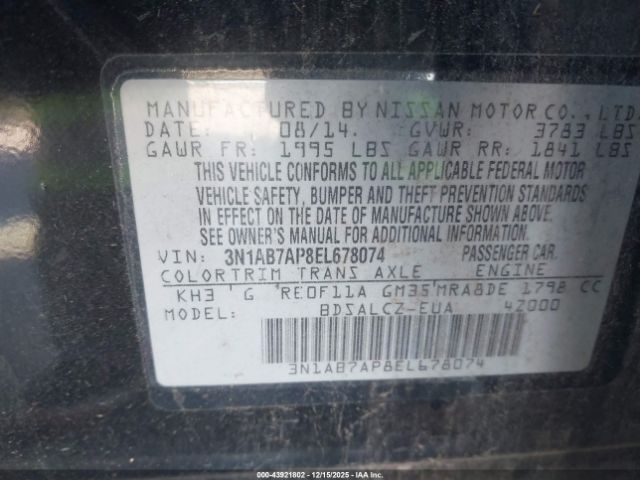 MANUFACTURED BY NISSAN MOTOR CO., LTD.
DATE: 08/14. GVWR: 3783 LBS
GAWR FR: 1995 LBS GAWR RR: 1841 LBS
THIS VEHICLE CONFORMS TO ALL APPLICABLE FEDERAL MOTOR
VEHICLE SAFETY, BUMPER AND THEFT PREVENTION STANDARDS
IN EFFECT ON THE DATE OF MANUFACTURE SHOWN ABOVE.
SEE OWNER'S MANUAL FOR ADDITIONAL INFORMATION.
VIN: 3N1AB7AP8EL678074 PASSENGER CAR.
COLOR TRIM TRANS AXLE ENGINE
KH3 G RE0F11A GM35 MRA8DE 1798 CC
MODEL: BDSALCZ-EUA 4Z000
3N1AB7AP8EL678074
00-43921802 - 12/15/2025 - IAA Inc.